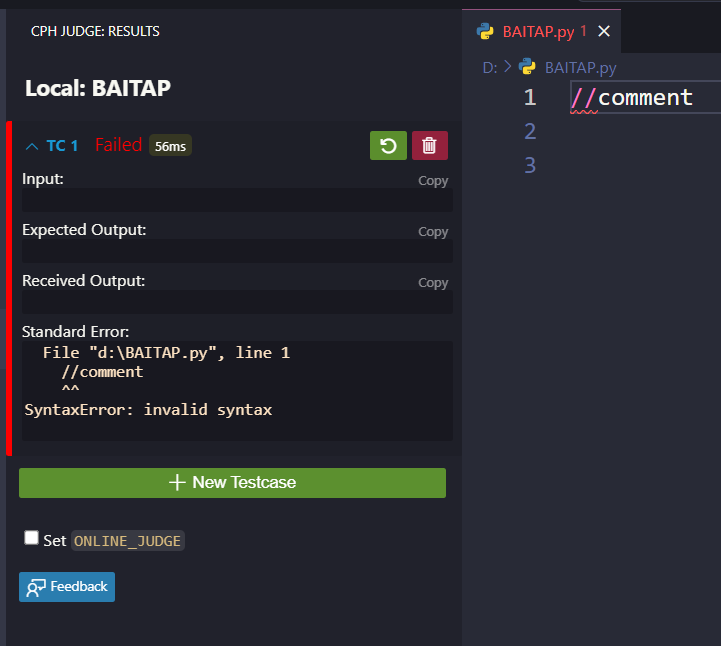 CPH JUDGE: RESULTS
Local: BAITAP
TC 1 Failed 56ms
Input:
Copy
Expected Output:
Copy
Received Output:
Copy
Standard Error:
File "d:\BAITAP.py", line 1
//comment
^^
SyntaxError: invalid syntax
+ New Testcase
Set ONLINE_JUDGE
Feedback
BAITAP.py 1 ×
D: > BAITAP.py
1 //comment
2
3